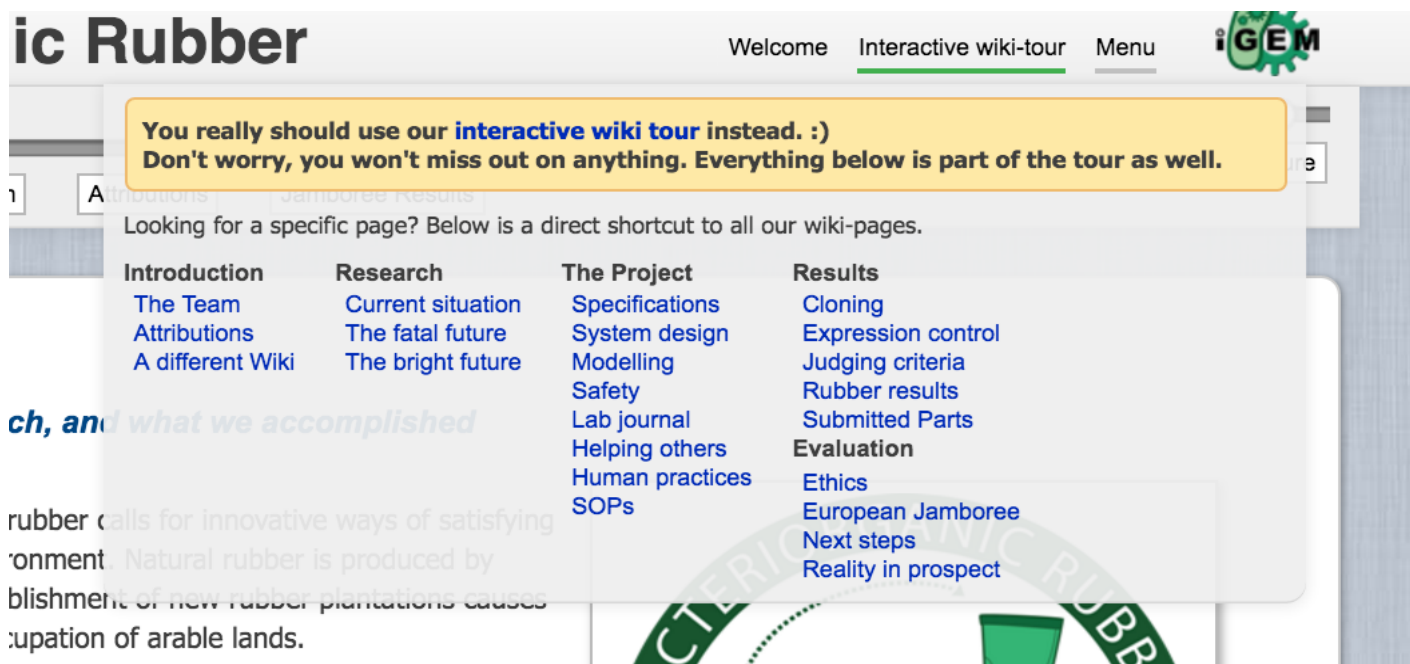 ic Rubber
Welcome Interactive wiki-tour Menu
iGEM
You really should use our interactive wiki tour instead. :)
Don't worry, you won't miss out on anything. Everything below is part of the tour as well.
Attributions Jamboree Results
Looking for a specific page? Below is a direct shortcut to all our wiki-pages.
Introduction
The Team
Attributions
A different Wiki
Research
Current situation
The fatal future
The bright future
The Project
Specifications
System design
Modelling
Safety
Lab journal
Helping others
Human practices
SOPs
Results
Cloning
Expression control
Judging criteria
Rubber results
Submitted Parts
Evaluation
Ethics
European Jamboree
Next steps
Reality in prospect
ch, and what we accomplished
rubber calls for innovative ways of satisfying
ronment. Natural rubber is produced by
blishment of new rubber plantations causes
cupation of arable lands.
CTERIORGANIC RUBB